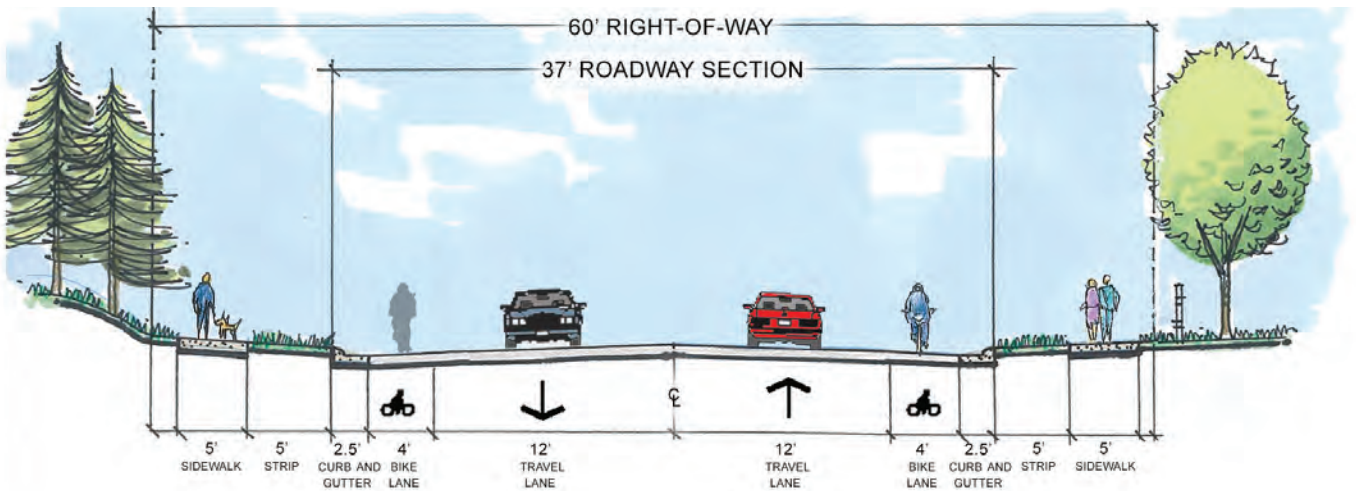 60' RIGHT-OF-WAY
37' ROADWAY SECTION
℄
5' 5' 2.5' 4' 12' 12' 4' 2.5' 5' 5'
SIDEWALK STRIP CURB AND BIKE TRAVEL TRAVEL BIKE CURB AND STRIP SIDEWALK
GUTTER LANE LANE LANE LANE GUTTER